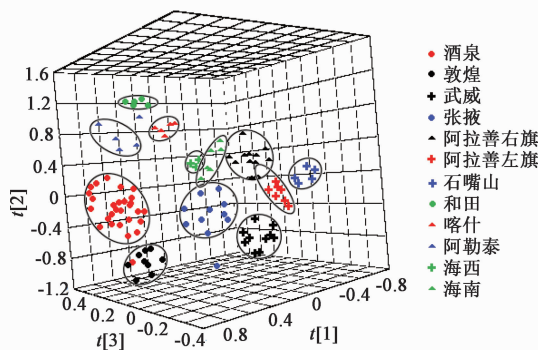 1.6
1.2
0.8
0.4
0
-0.4
-0.8
-1.2
t[2]
0.4
0.2
0
-0.2
-0.4
t[3]
0.8
0.4
0
-0.4
-0.8
t[1]
酒泉
敦煌
武威
张掖
阿拉善右旗
阿拉善左旗
石嘴山
和田
喀什
阿勒泰
海西
海南